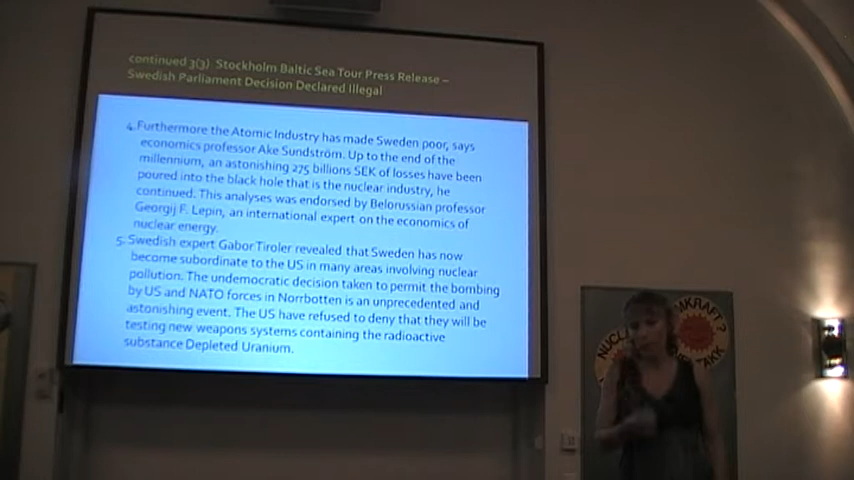 continued 3(3) Stockholm Baltic Sea Tour Press Release –
Swedish Parliament Decision Declared Illegal
4. Furthermore the Atomic Industry has made Sweden poor, says
economics professor Ake Sundström. Up to the end of the
millennium, an astonishing 275 billions SEK of losses have been
poured into the black hole that is the nuclear industry, he
continued. This analyses was endorsed by Belorussian professor
Georgij F. Lepin, an international expert on the economics of
nuclear energy.
5. Swedish expert Gabor Tiroler revealed that Sweden has now
become subordinate to the US in many areas involving nuclear
pollution. The undemocratic decision taken to permit the bombing
by US and NATO forces in Norrbotten is an unprecedented and
astonishing event. The US have refused to deny that they will be
testing new weapons systems containing the radioactive
substance Depleted Uranium.
MKRAFT?
TAKK